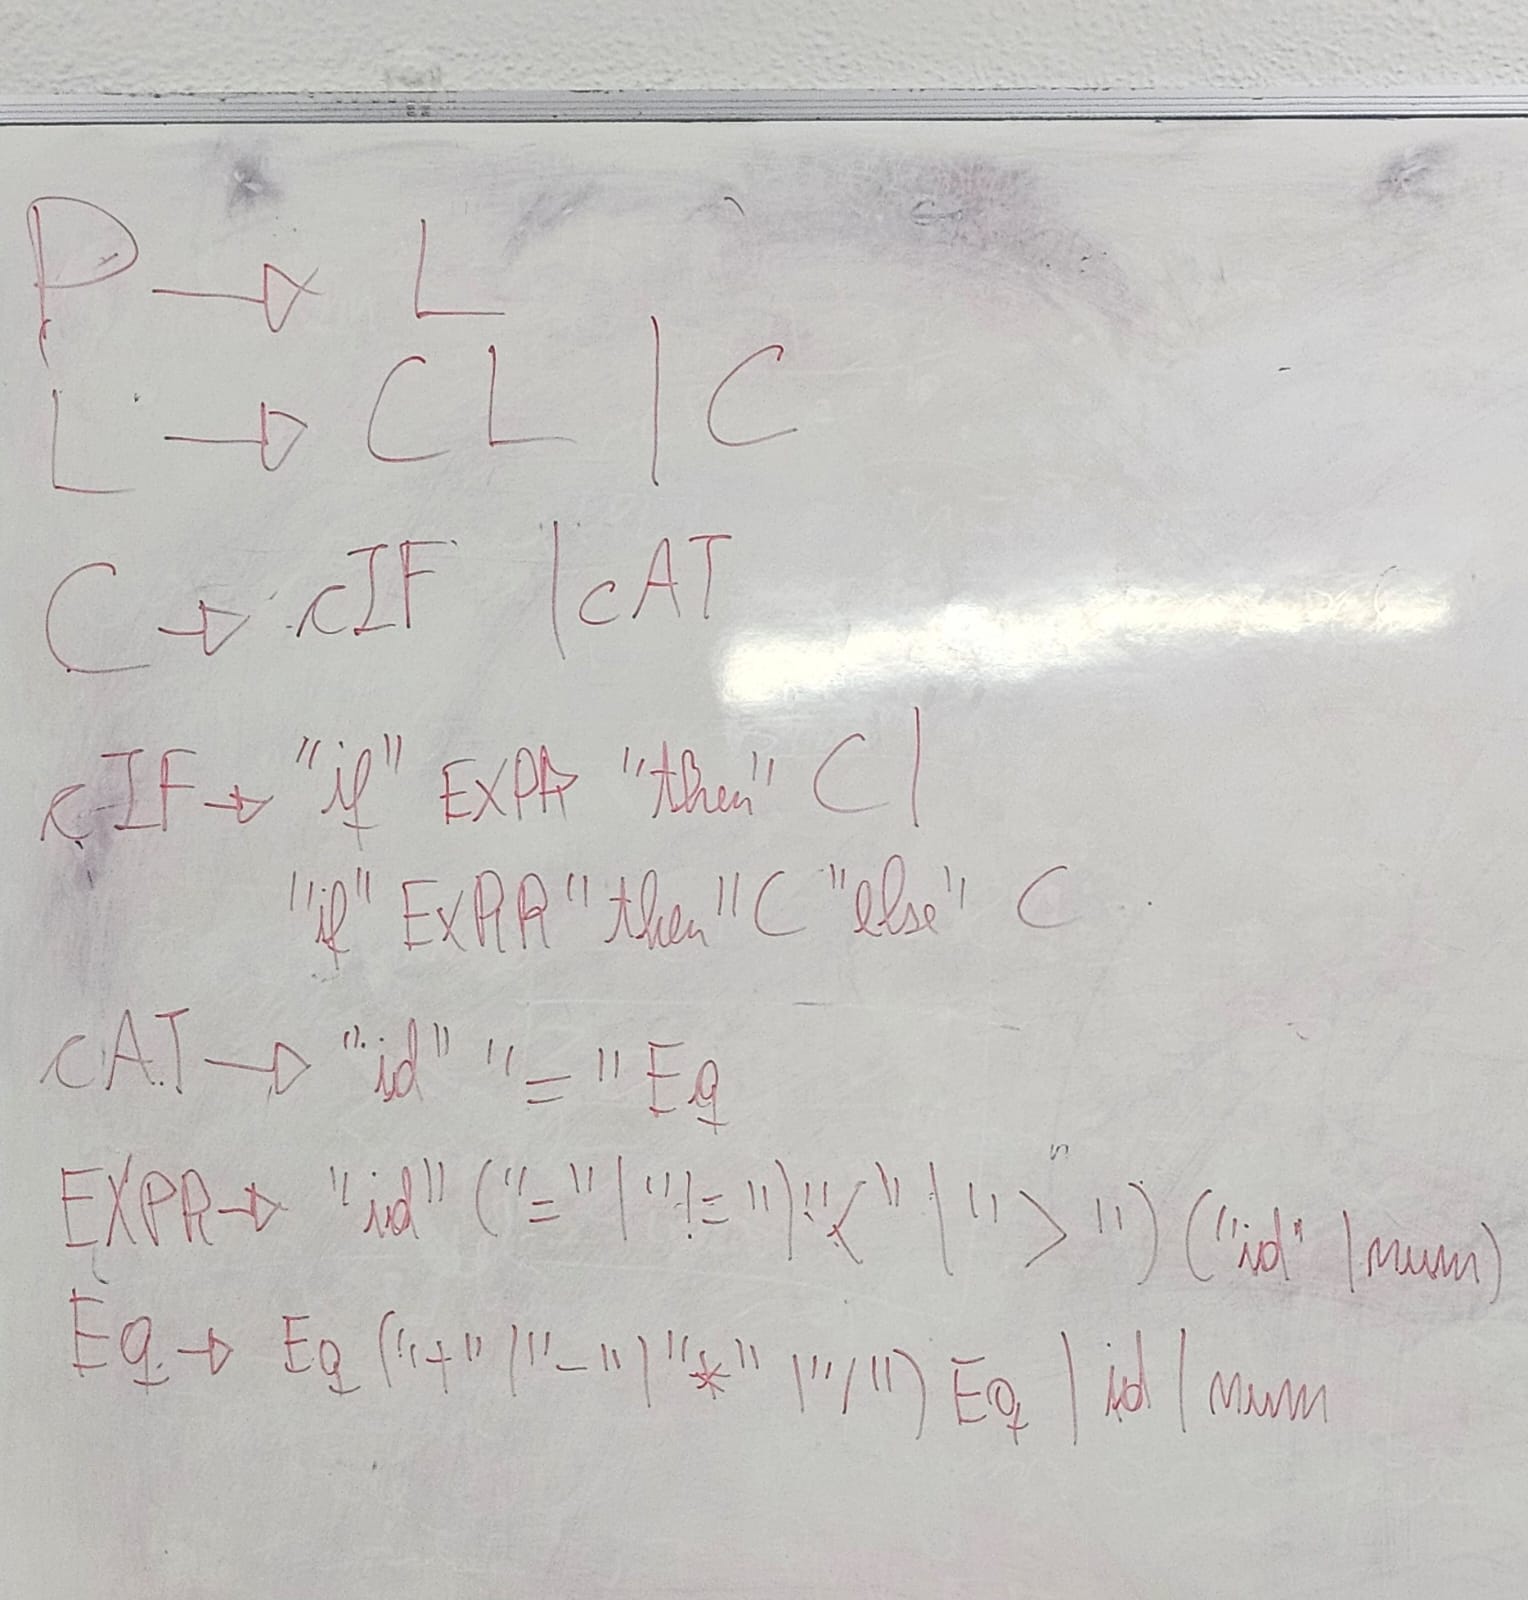 P → L
L → CL | C
C → cIF | cAT
cIF → "if" EXPR "then" C |
"if" EXPR "then" C "else" C
cAT → "id" "=" Eq
EXPR → "id" ("=" | "!=" | "<" | ">") ("id" | num)
Eq → Eq ("+" | "-" | "*" | "/") Eq | id | num